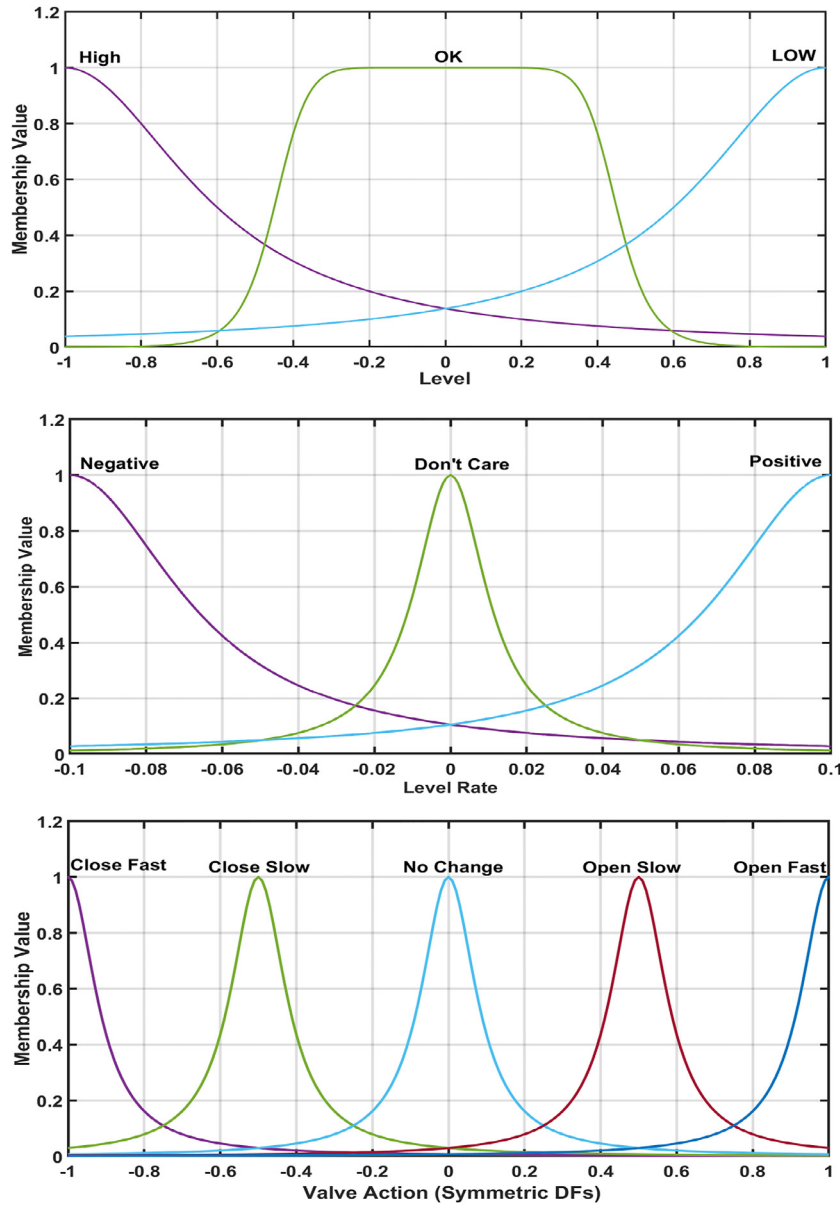 1.2
High
OK
LOW
1
0.8
0.6
0.4
0.2
0
Membership Value
-1 -0.8 -0.6 -0.4 -0.2 0 0.2 0.4 0.6 0.8 1
Level
1.2
Negative
Don't Care
Positive
1
0.8
0.6
0.4
0.2
0
Membership Value
-0.1 -0.08 -0.06 -0.04 -0.02 0 0.02 0.04 0.06 0.08 0.1
Level Rate
1.2
Close Fast
Close Slow
No Change
Open Slow
Open Fast
1
0.8
0.6
0.4
0.2
0
Membership Value
-1 -0.8 -0.6 -0.4 -0.2 0 0.2 0.4 0.6 0.8 1
Valve Action (Symmetric DFs)